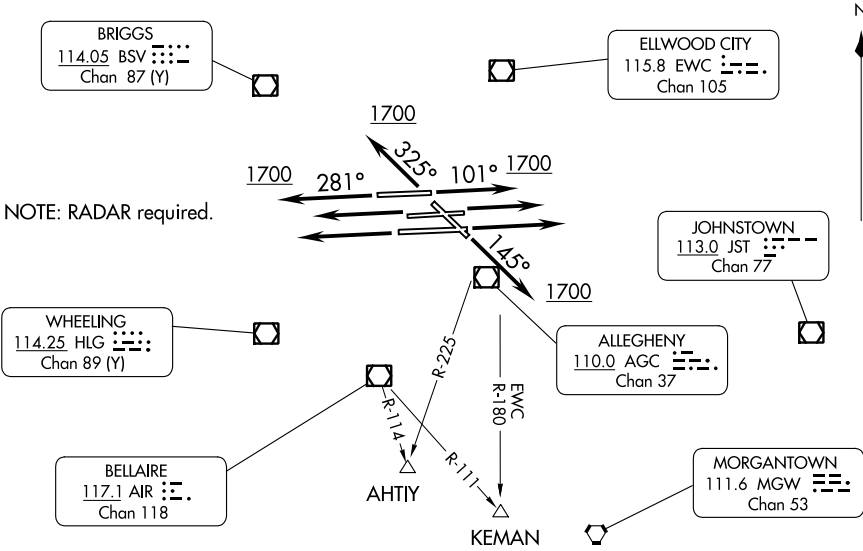 N
BRIGGS
114.05 BSV
Chan 87 (Y)
ELLWOOD CITY
115.8 EWC
Chan 105
1700
325°
1700
281°
101°
1700
NOTE: RADAR required.
145°
1700
JOHNSTOWN
113.0 JST
Chan 77
WHEELING
114.25 HLG
Chan 89 (Y)
ALLEGHENY
110.0 AGC
Chan 37
R-225
EWC
R-180
R-114
R-111
BELLAIRE
117.1 AIR
Chan 118
AHTIY
KEMAN
MORGANTOWN
111.6 MGW
Chan 53